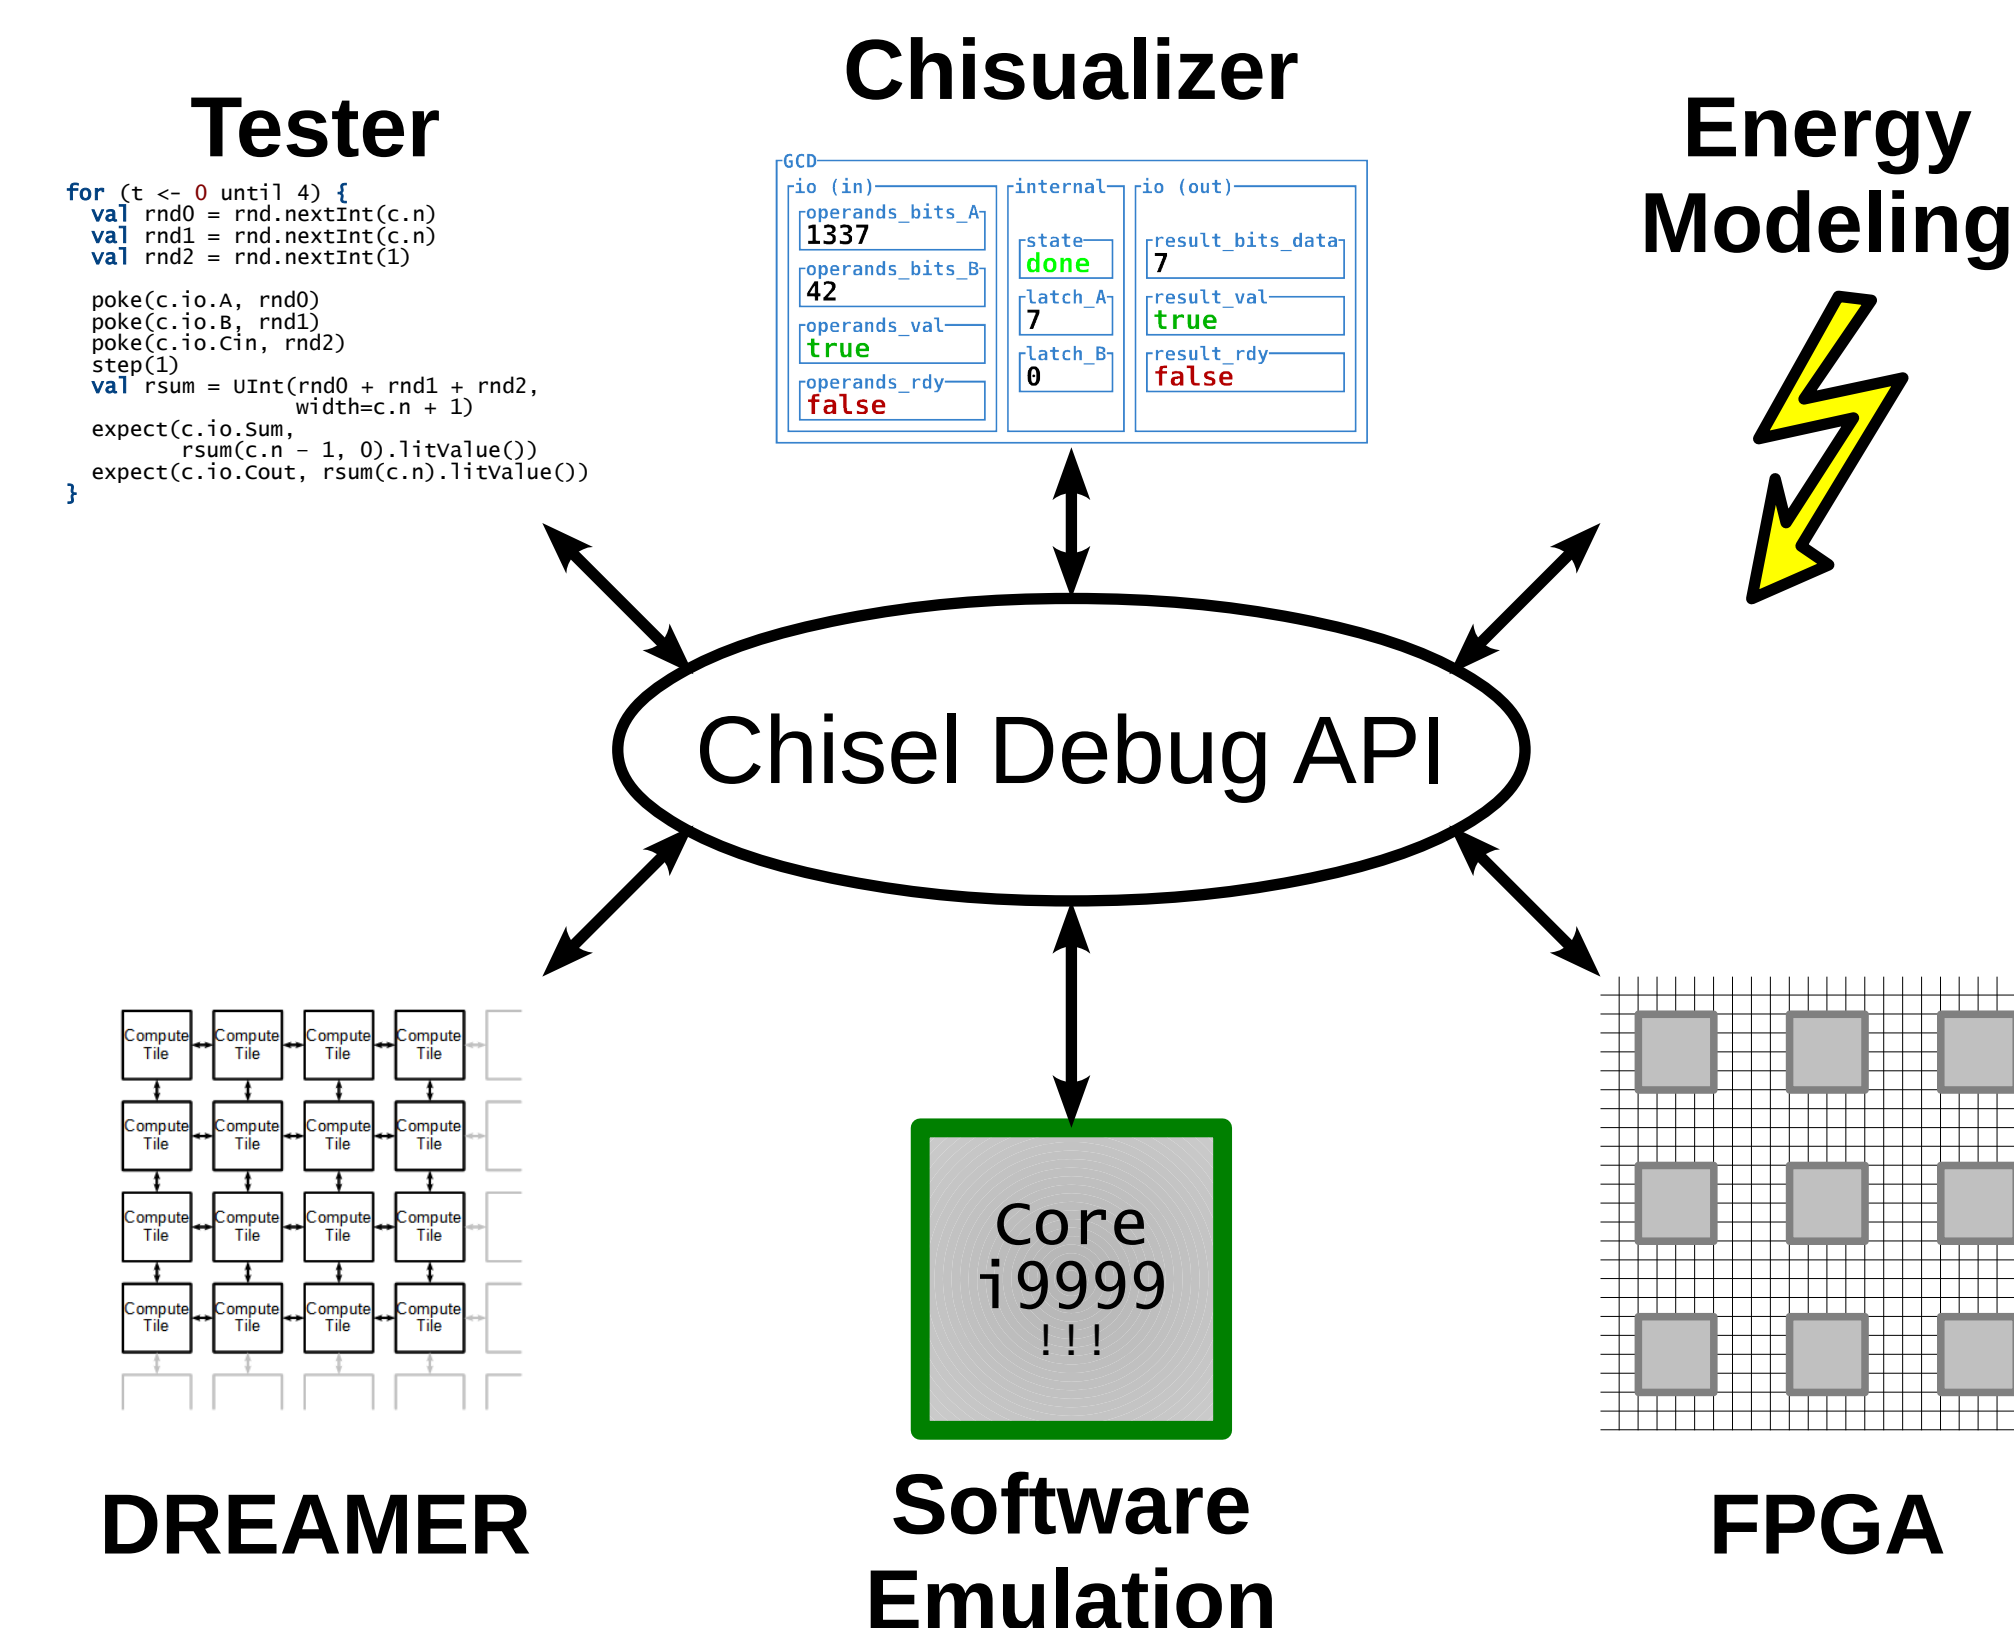 Tester
for (t <- 0 until 4) {
  val rnd0 = rnd.nextInt(c.n)
  val rnd1 = rnd.nextInt(c.n)
  val rnd2 = rnd.nextInt(1)
  poke(c.io.A, rnd0)
  poke(c.io.B, rnd1)
  poke(c.io.Cin, rnd2)
  step(1)
  val rsum = UInt(rnd0 + rnd1 + rnd2,
                  width=c.n + 1)
  expect(c.io.Sum,
         rsum(c.n – 1, 0).litValue())
  expect(c.io.Cout, rsum(c.n).litValue())
}
Chisualizer
GCD
io (in)
operands_bits_A
1337
operands_bits_B
42
operands_val
true
operands_rdy
false
internal
state
done
latch_A
7
latch_B
0
io (out)
result_bits_data
7
result_val
true
result_rdy
false
Energy
Modeling
Chisel Debug API
Compute
Tile
Compute
Tile
Compute
Tile
Compute
Tile
Compute
Tile
Compute
Tile
Compute
Tile
Compute
Tile
Compute
Tile
Compute
Tile
Compute
Tile
Compute
Tile
Compute
Tile
Compute
Tile
Compute
Tile
Compute
Tile
DREAMER
Core
i9999
!!!
Software
Emulation
FPGA